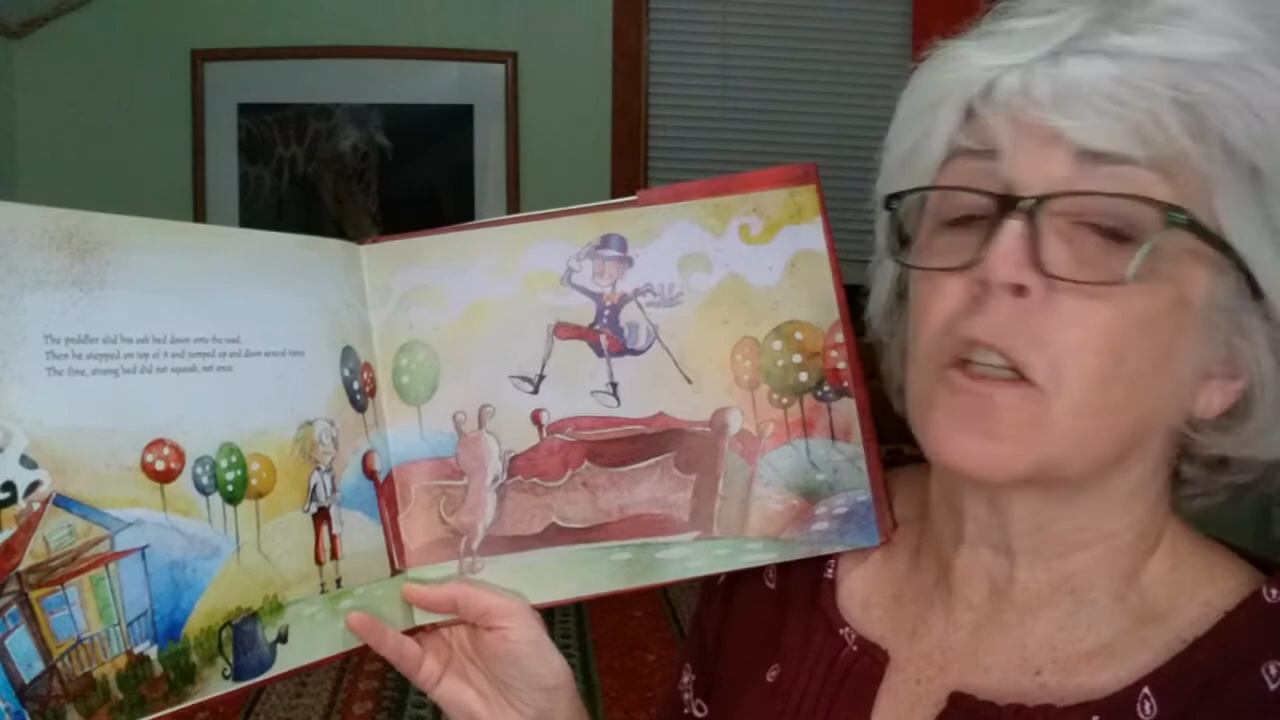 The peddler slid his oak bed down onto the road.
Then he stepped on top of it and jumped up and down several times.
The fine, strong bed did not squeak, not once.